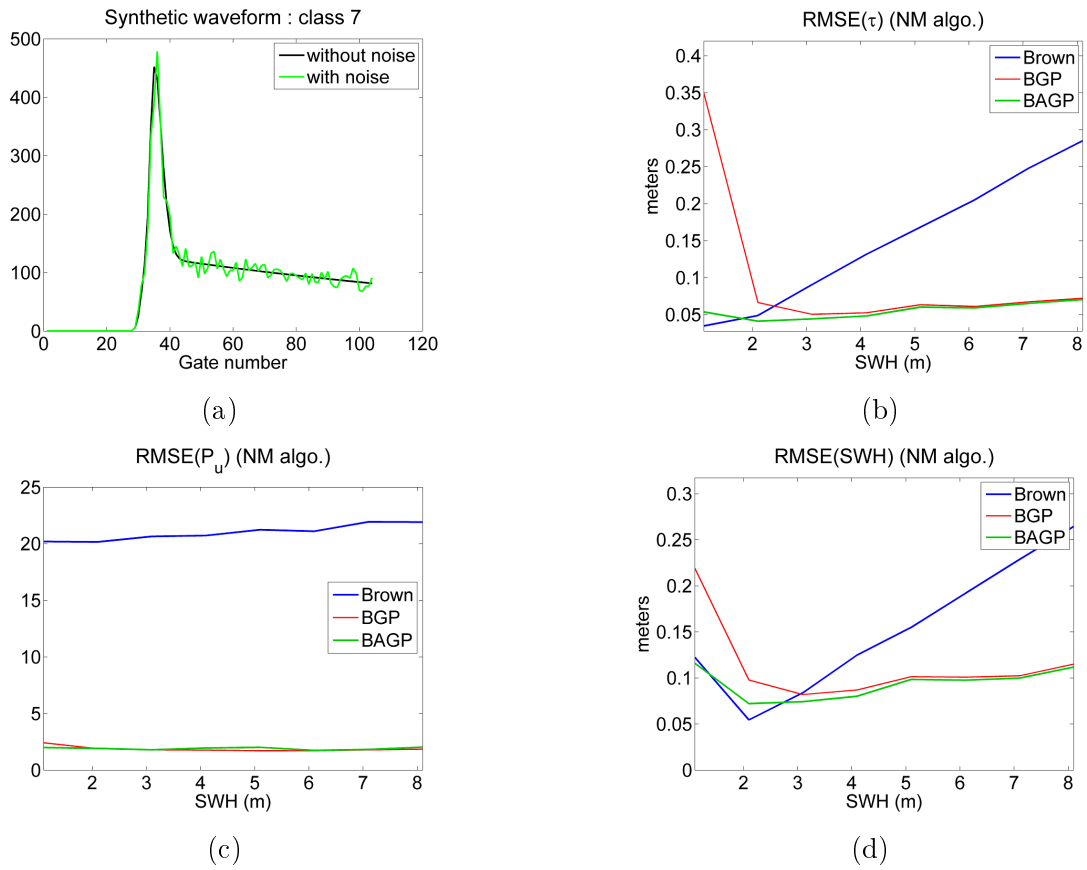 Synthetic waveform : class 7
500
400
300
200
100
0
0 20 40 60 80 100 120
Gate number
without noise
with noise
(a)
RMSE(τ) (NM algo.)
0.4
0.35
0.3
0.25
0.2
0.15
0.1
0.05
meters
2 3 4 5 6 7 8
SWH (m)
Brown
BGP
BAGP
(b)
RMSE(Pu) (NM algo.)
25
20
15
10
5
0
2 3 4 5 6 7 8
SWH (m)
Brown
BGP
BAGP
(c)
RMSE(SWH) (NM algo.)
0.3
0.25
0.2
0.15
0.1
0.05
0
meters
2 3 4 5 6 7 8
SWH (m)
Brown
BGP
BAGP
(d)